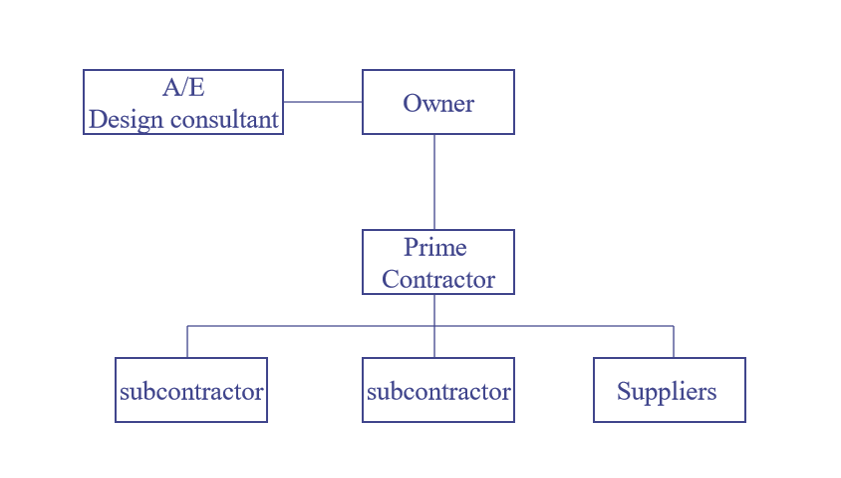 A/E
Design consultant
Owner
Prime
Contractor
subcontractor
subcontractor
Suppliers